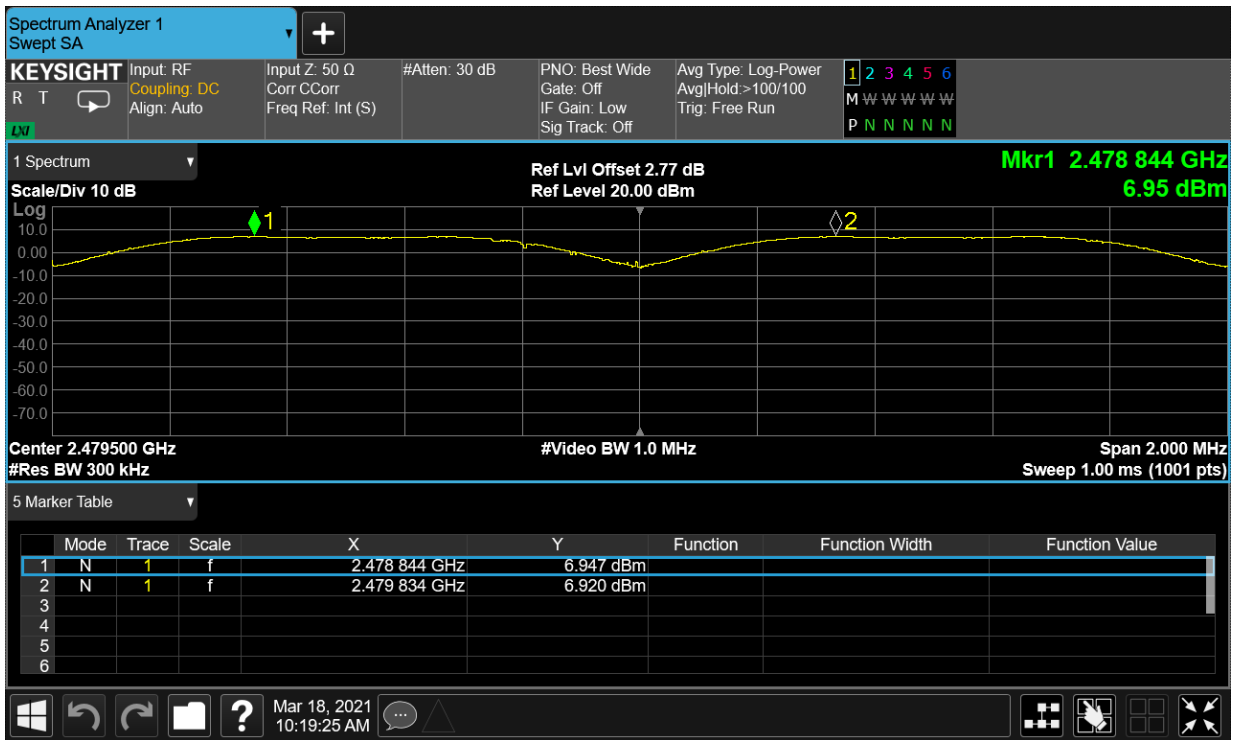 Spectrum Analyzer 1
Swept SA
+
KEYSIGHT Input: RF Input Z: 50 Ω #Atten: 30 dB PNO: Best Wide Avg Type: Log-Power 1 2 3 4 5 6
R T Coupling: DC Corr CCorr Gate: Off Avg|Hold:>100/100 M W W W W W
Align: Auto Freq Ref: Int (S) IF Gain: Low Trig: Free Run
LXI Sig Track: Off P N N N N N
1 Spectrum
Ref Lvl Offset 2.77 dB Mkr1 2.478 844 GHz
Scale/Div 10 dB Ref Level 20.00 dBm 6.95 dBm
Log
1 2
10.0
0.00
-10.0
-20.0
-30.0
-40.0
-50.0
-60.0
-70.0
Center 2.479500 GHz #Video BW 1.0 MHz Span 2.000 MHz
#Res BW 300 kHz Sweep 1.00 ms (1001 pts)
5 Marker Table
Mode Trace Scale X Y Function Function Width Function Value
1 N 1 f 2.478 844 GHz 6.947 dBm
2 N 1 f 2.479 834 GHz 6.920 dBm
3
4
5
6
? Mar 18, 2021
10:19:25 AM